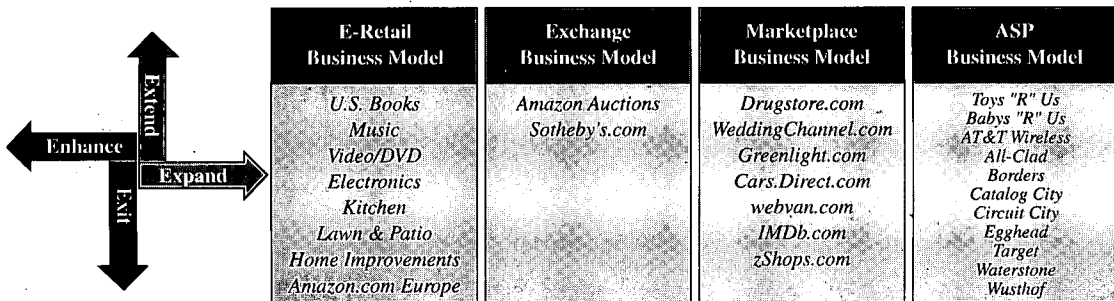 Extend
Enhance
Expand
Exit
E-Retail
Business Model
U.S. Books
Music
Video/DVD
Electronics
Kitchen
Lawn & Patio
Home Improvements
Amazon.com Europe
Exchange
Business Model
Amazon Auctions
Sotheby's.com
Marketplace
Business Model
Drugstore.com
WeddingChannel.com
Greenlight.com
Cars.Direct.com
webvan.com
IMDb.com
zShops.com
ASP
Business Model
Toys "R" Us
Babys "R" Us
AT&T Wireless
All-Clad
Borders
Catalog City
Circuit City
Egghead
Target
Waterstone
Wusthof